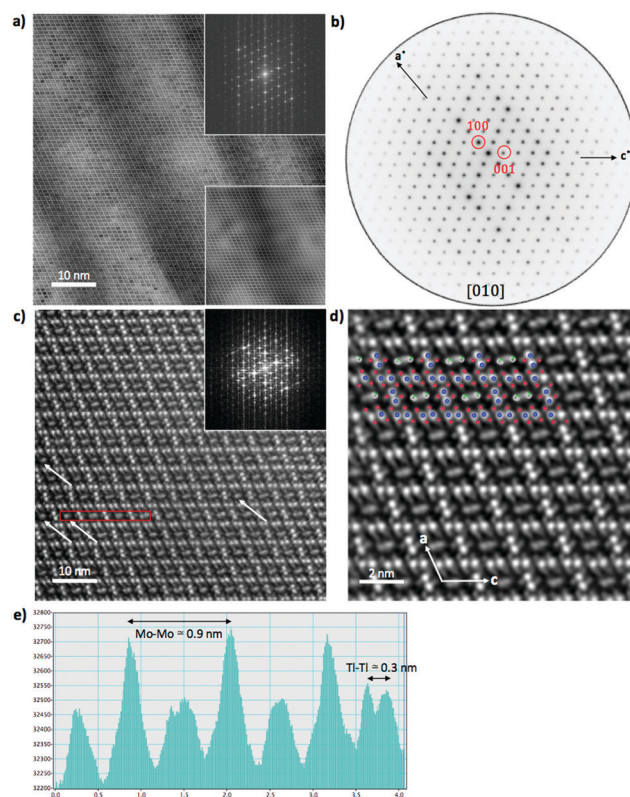 a)
10 nm
b)
a*
100
001
c*
[010]
c)
10 nm
d)
a
c
2 nm
e)
32800
32750
32700
32650
32600
32550
32500
32450
32400
32350
32300
32250
32200
Mo-Mo ≃ 0.9 nm
Tl-Tl ≃ 0.3 nm
0.0 0.5 1.0 1.5 2.0 2.5 3.0 3.5 4.0